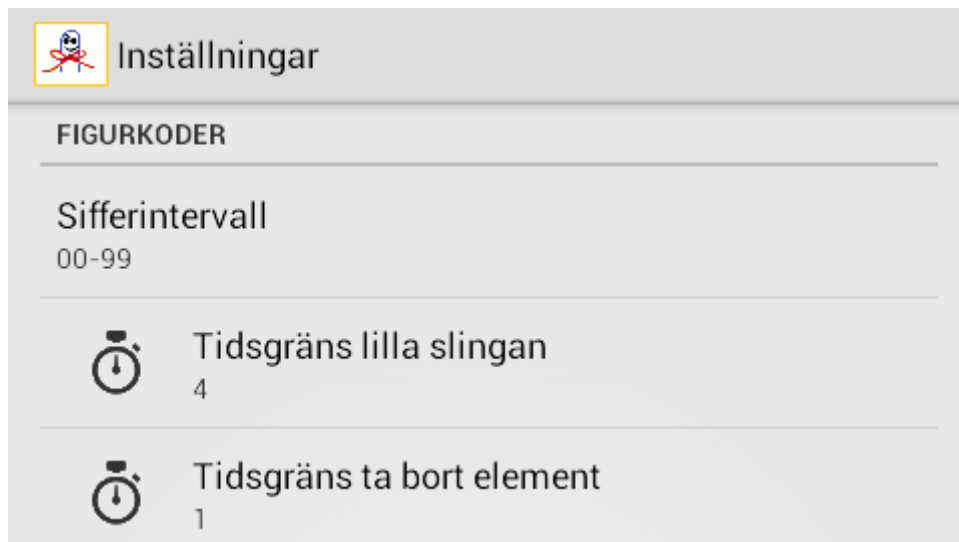 Inställningar
FIGURKODER
Sifferintervall
00-99
Tidsgräns lilla slingan
4
Tidsgräns ta bort element
1